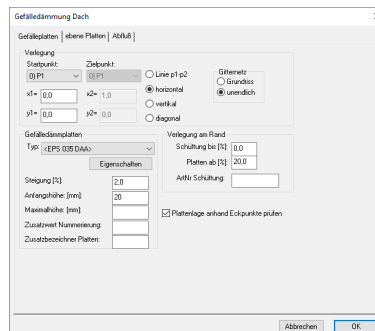 Gefälledämmung Dach
Gefälleplatten ebene Platten Abfluß
Verlegung
Startpunkt: Zielpunkt:
0) P1 0) P1
Linie p1-p2
Gitternetz
Grundriss
x1= 0,0 x2= 1,0
horizontal
unendlich
vertikal
y1= 0,0 y2= 0,0
diagonal
Gefälledämmplatten
Typ: <EPS 035 DAA>
Eigenschaften
Steigung [%]: 2,0
Anfangshöhe: [mm]: 20
Maximalhöhe: [mm]:
Zusatzwert Nummerierung:
Zusatzbezeichner Platten:
Verlegung am Rand
Schüttung bis [%]: 0,0
Platten ab [%]: 20,0
ArtNr Schüttung:
Plattenlage anhand Eckpunkte prüfen
Abbrechen OK